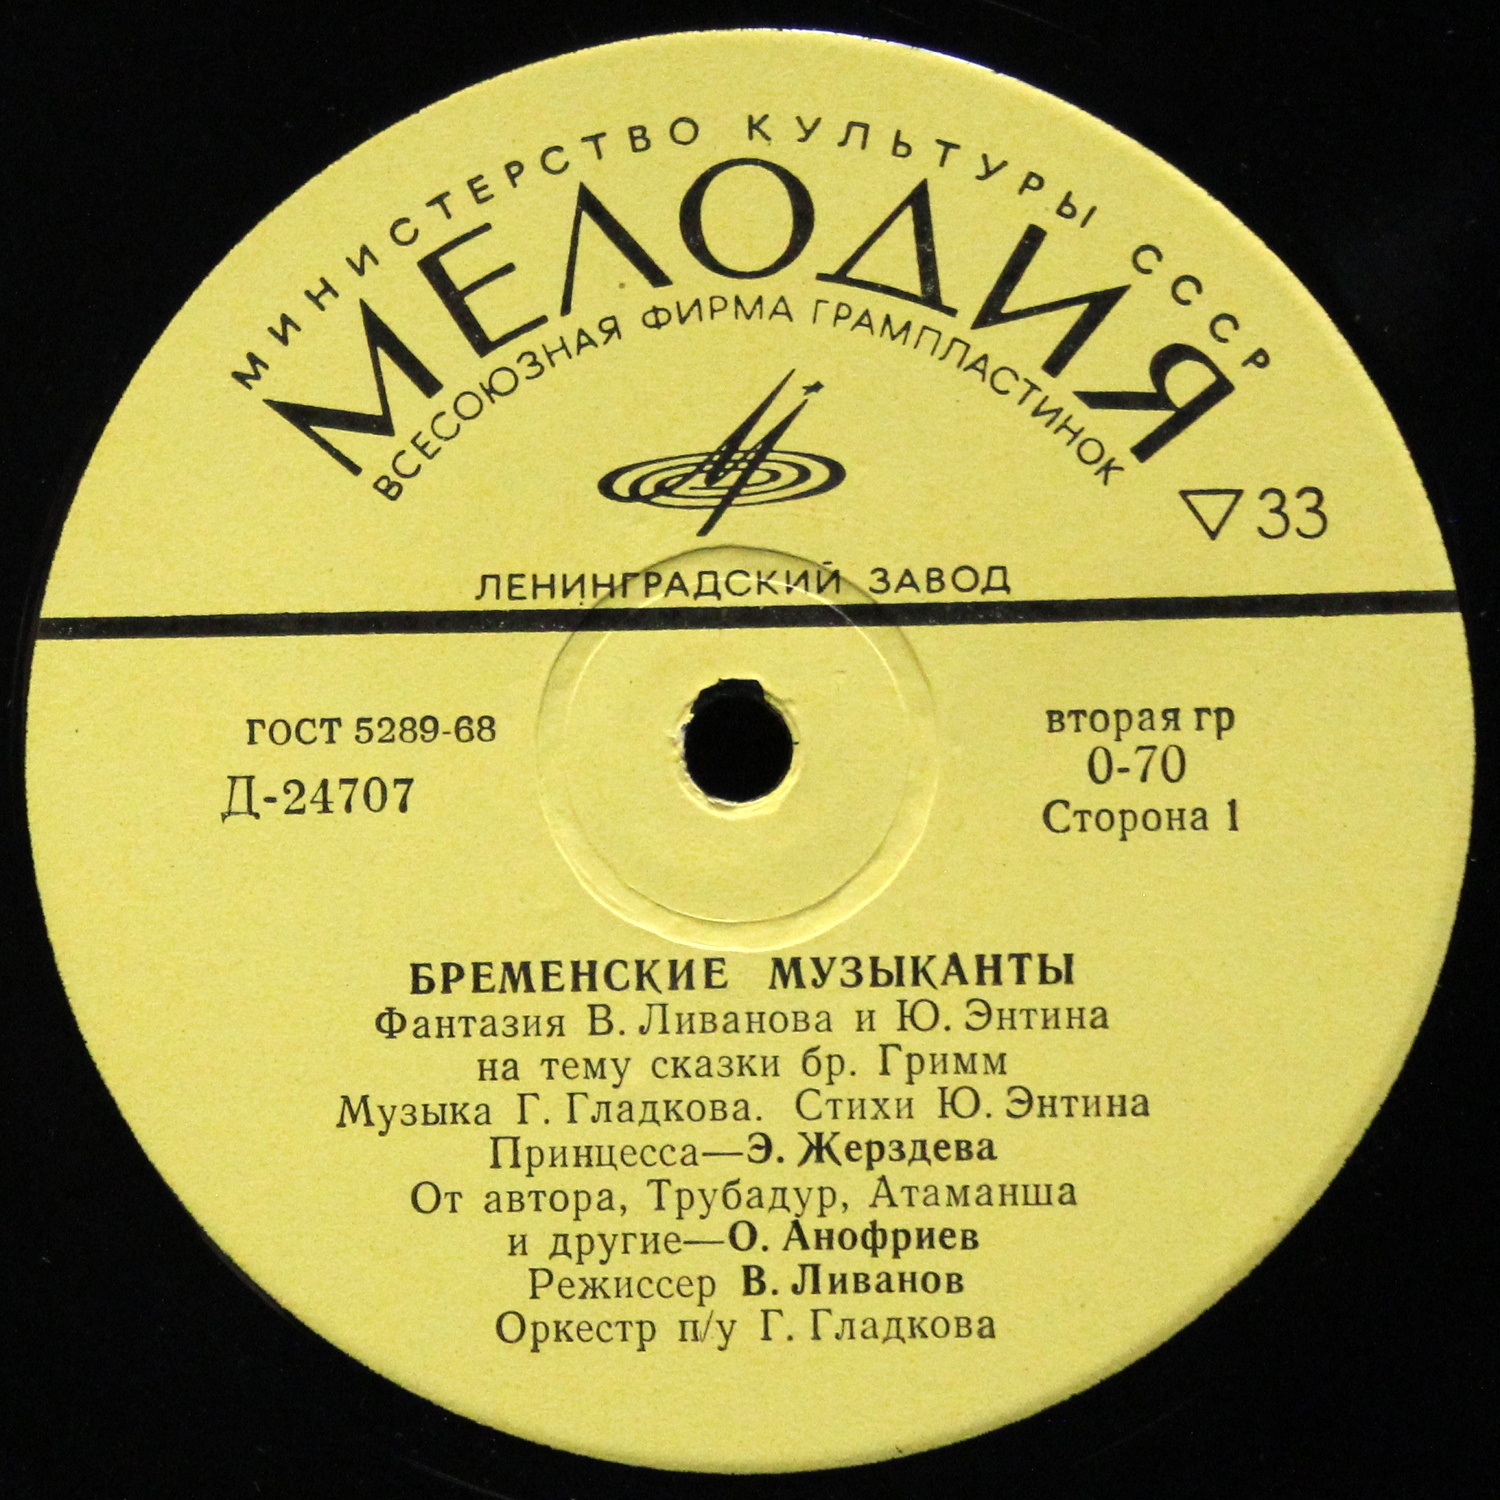 МИНИСТЕРСТВО КУЛЬТУРЫ СССР
МЕЛОДИЯ
ВСЕСОЮЗНАЯ ФИРМА ГРАМПЛАСТИНОК
33
ЛЕНИНГРАДСКИЙ ЗАВОД
ГОСТ 5289-68
Д-24707
вторая гр
0-70
Сторона 1
БРЕМЕНСКИЕ МУЗЫКАНТЫ
Фантазия В. Ливанова и Ю. Энтина
на тему сказки бр. Гримм
Музыка Г. Гладкова. Стихи Ю. Энтина
Принцесса—Э. Жерздева
От автора, Трубадур, Атаманша
и другие—О. Анофриев
Режиссер В. Ливанов
Оркестр п/у Г. Гладкова